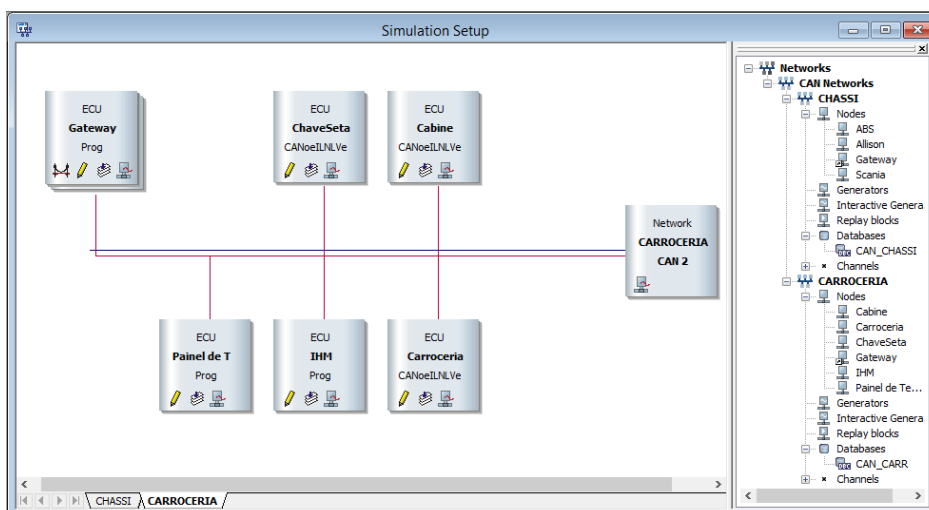 Simulation Setup
ECU
Gateway
Prog
ECU
ChaveSeta
CANoeILNLVe
ECU
Cabine
CANoeILNLVe
Network
CARROCERIA
CAN 2
ECU
Painel de T
Prog
ECU
IHM
Prog
ECU
Carroceria
CANoeILNLVe
CHASSI
CARROCERIA
Networks
CAN Networks
CHASSI
Nodes
ABS
Allison
Gateway
Scania
Generators
Interactive Genera
Replay blocks
Databases
DBC CAN_CHASSI
Channels
CARROCERIA
Nodes
Cabine
Carroceria
ChaveSeta
Gateway
IHM
Painel de Te...
Generators
Interactive Genera
Replay blocks
Databases
DBC CAN_CARR
Channels